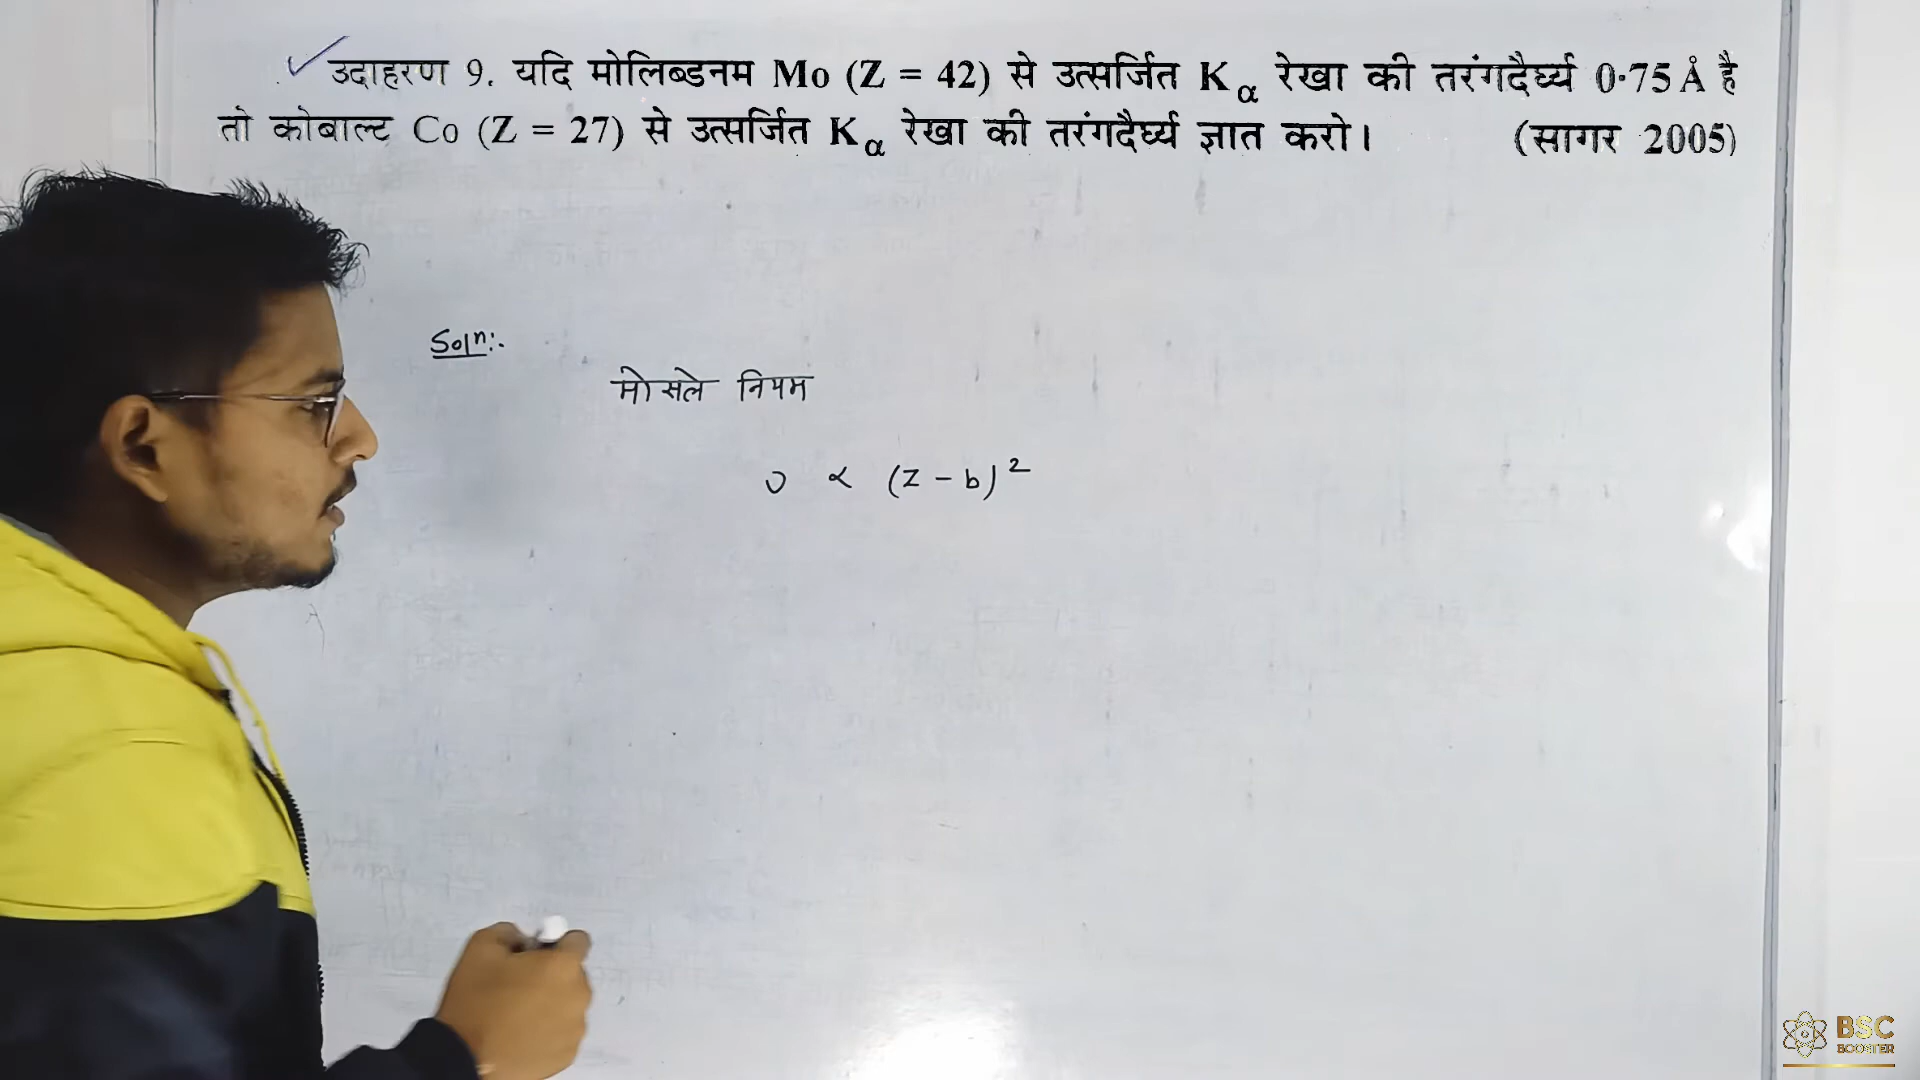 उदाहरण 9. यदि मोलिब्डनम Mo (Z = 42) से उत्सर्जित Kα रेखा की तरंगदैर्घ्य 0·75 Å है
तो कोबाल्ट Co (Z = 27) से उत्सर्जित Kα रेखा की तरंगदैर्घ्य ज्ञात करो। (सागर 2005)
Solⁿ:-
मोसले नियम
ν ∝ (Z - b)²
BSC
BOOSTER